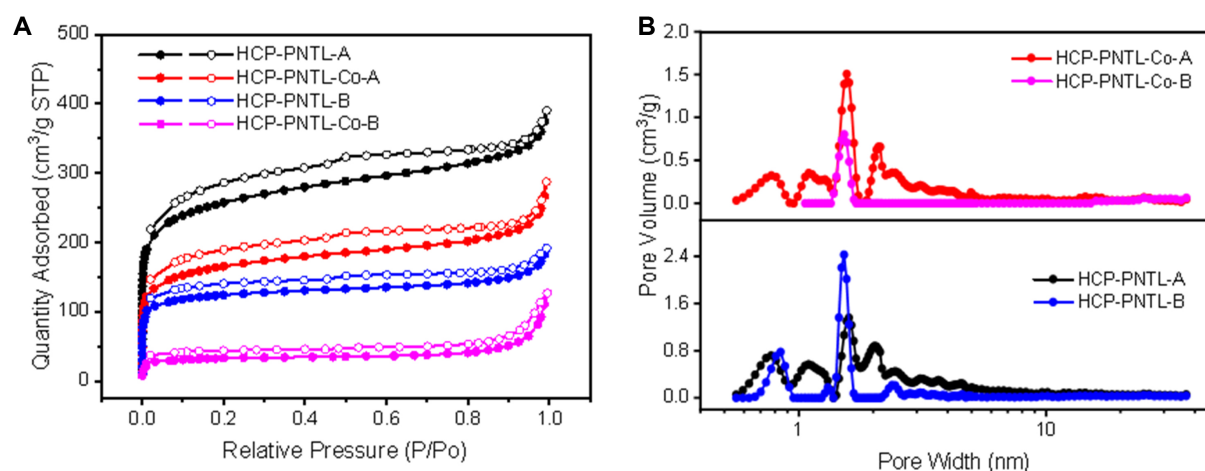 A
500
400
300
200
100
0
Quantity Adsorbed (cm³/g STP)
HCP-PNTL-A
HCP-PNTL-Co-A
HCP-PNTL-B
HCP-PNTL-Co-B
0.0 0.2 0.4 0.6 0.8 1.0
Relative Pressure (P/Po)
B
HCP-PNTL-Co-A
HCP-PNTL-Co-B
1.5
1.0
0.5
0.0
Pore Volume (cm³/g)
HCP-PNTL-A
HCP-PNTL-B
2.4
1.6
0.8
0.0
1 10
Pore Width (nm)